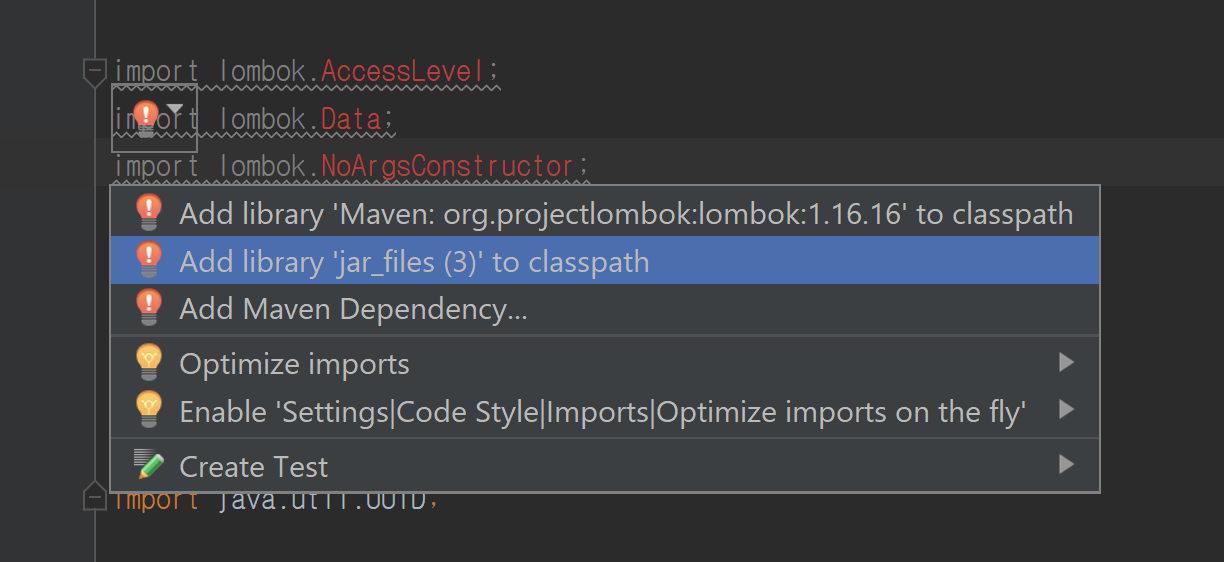 import lombok.AccessLevel;
import lombok.Data;
import lombok.NoArgsConstructor;
Add library 'Maven: org.projectlombok:lombok:1.16.16' to classpath
Add library 'jar_files (3)' to classpath
Add Maven Dependency...
Optimize imports
Enable 'Settings|Code Style|Imports|Optimize imports on the fly'
Create Test
import java.util.UUID;